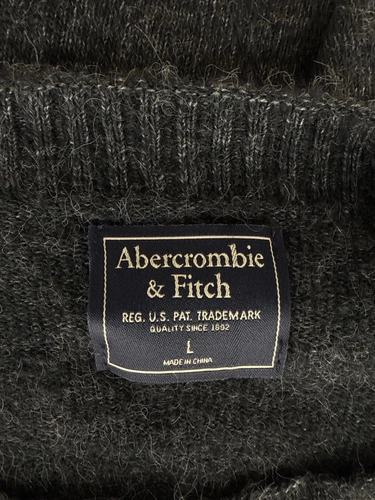 Abercrombie
& Fitch
REG. U.S. PAT. TRADEMARK
QUALITY SINCE 1892
L
MADE IN CHINA